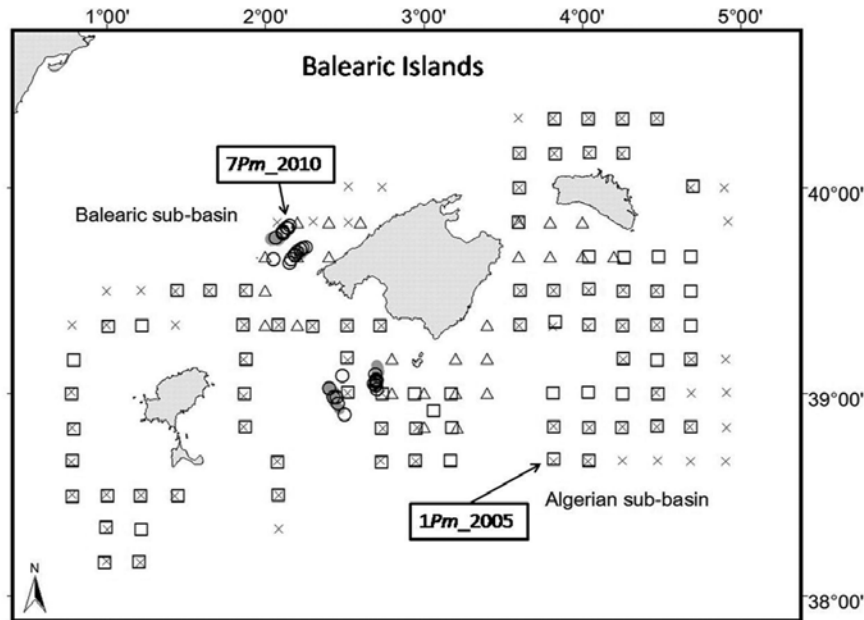 1°00' 2°00' 3°00' 4°00' 5°00'
Balearic Islands
7Pm_2010
40°00'
Balearic sub-basin
39°00'
Algerian sub-basin
1Pm_2005
N
38°00'